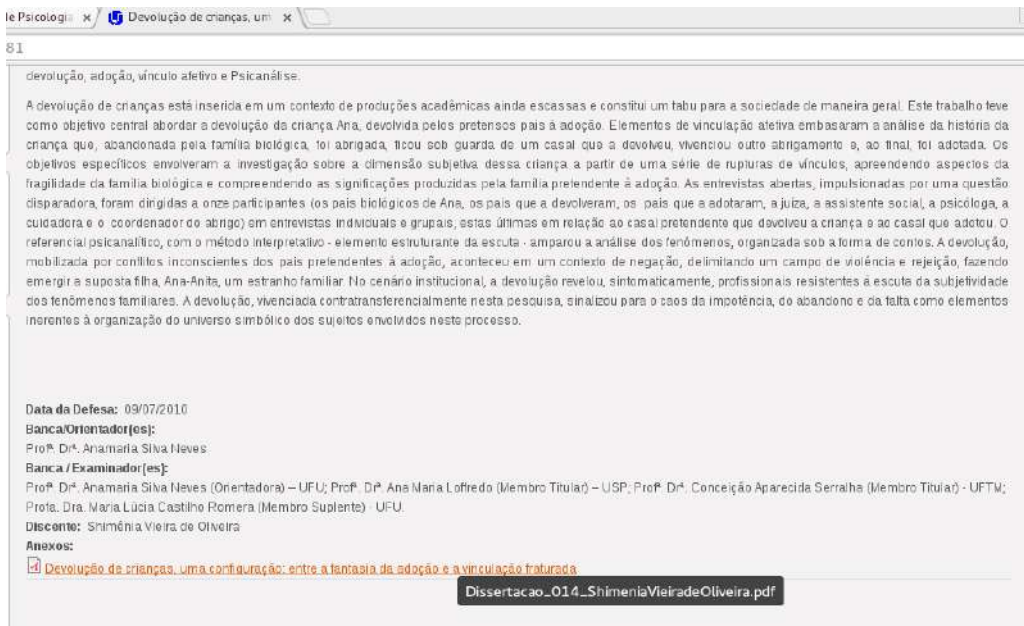 le Psicologia
Devolução de crianças, um
81
devolução, adoção, vínculo afetivo e Psicanálise.
A devolução de crianças está inserida em um contexto de produções acadêmicas ainda escassas e constitui um tabu para a sociedade de maneira geral. Este trabalho teve
como objetivo central abordar a devolução da criança Ana, devolvida pelos pretensos pais à adoção. Elementos de vinculação afetiva embasaram a análise da história da
criança que, abandonada pela família biológica, foi abrigada, ficou sob guarda de um casal que a devolveu, vivenciou outro abrigamento e, ao final, foi adotada. Os
objetivos específicos envolveram a investigação sobre a dimensão subjetiva dessa criança a partir de uma série de rupturas de vínculos, apreendendo aspectos da
fragilidade da família biológica e compreendendo as significações produzidas pela família pretendente à adoção. As entrevistas abertas, impulsionadas por uma questão
disparadora, foram dirigidas a onze participantes (os pais biológicos de Ana, os pais que a devolveram, os pais que a adotaram, a juíza, a assistente social, a psicóloga, a
cuidadora e o coordenador do abrigo) em entrevistas individuais e grupais, estas últimas em relação ao casal pretendente que devolveu a criança e ao casal que adotou. O
referencial psicanalítico, com o método interpretativo - elemento estruturante da escuta - amparou a análise dos fenômenos, organizada sob a forma de contos. A devolução,
mobilizada por conflitos inconscientes dos pais pretendentes à adoção, aconteceu em um contexto de negação, delimitando um campo de violência e rejeição, fazendo
emergir a suposta filha, Ana-Anita, um estranho familiar. No cenário institucional, a devolução revelou, sintomaticamente, profissionais resistentes à escuta da subjetividade
dos fenômenos familiares. A devolução, vivenciada contratransferencialmente nesta pesquisa, sinalizou para o caos da impotência, do abandono e da falta como elementos
inerentes à organização do universo simbólico dos sujeitos envolvidos neste processo.
Data da Defesa: 09/07/2010
Banca/Orientador(es):
Profª. Drª. Anamaria Silva Neves
Banca / Examinador(es):
Profª. Drª. Anamaria Silva Neves (Orientadora) – UFU; Profª. Drª. Ana Maria Loffredo (Membro Titular) – USP; Profª. Drª. Conceição Aparecida Serralha (Membro Titular) - UFTM;
Profa. Dra. Maria Lúcia Castilho Romera (Membro Suplente) - UFU.
Discente: Shimênia Vieira de Oliveira
Anexos:
Devolução de crianças, uma configuração: entre a fantasia da adoção e a vinculação fraturada
Dissertacao_014_ShimeniaVieiradeOliveira.pdf